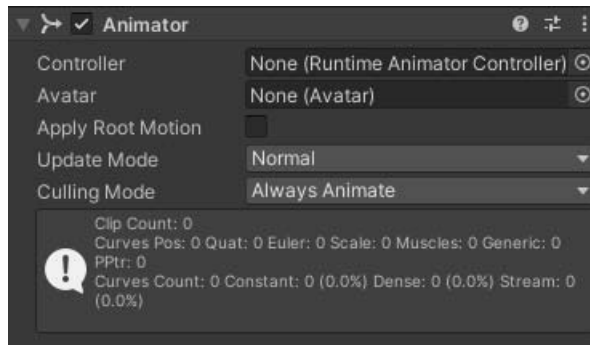 Animator
Controller None (Runtime Animator Controller)
Avatar None (Avatar)
Apply Root Motion
Update Mode Normal
Culling Mode Always Animate
Clip Count: 0
Curves Pos: 0 Quat: 0 Euler: 0 Scale: 0 Muscles: 0 Generic: 0
PPtr: 0
Curves Count: 0 Constant: 0 (0.0%) Dense: 0 (0.0%) Stream: 0
(0.0%)